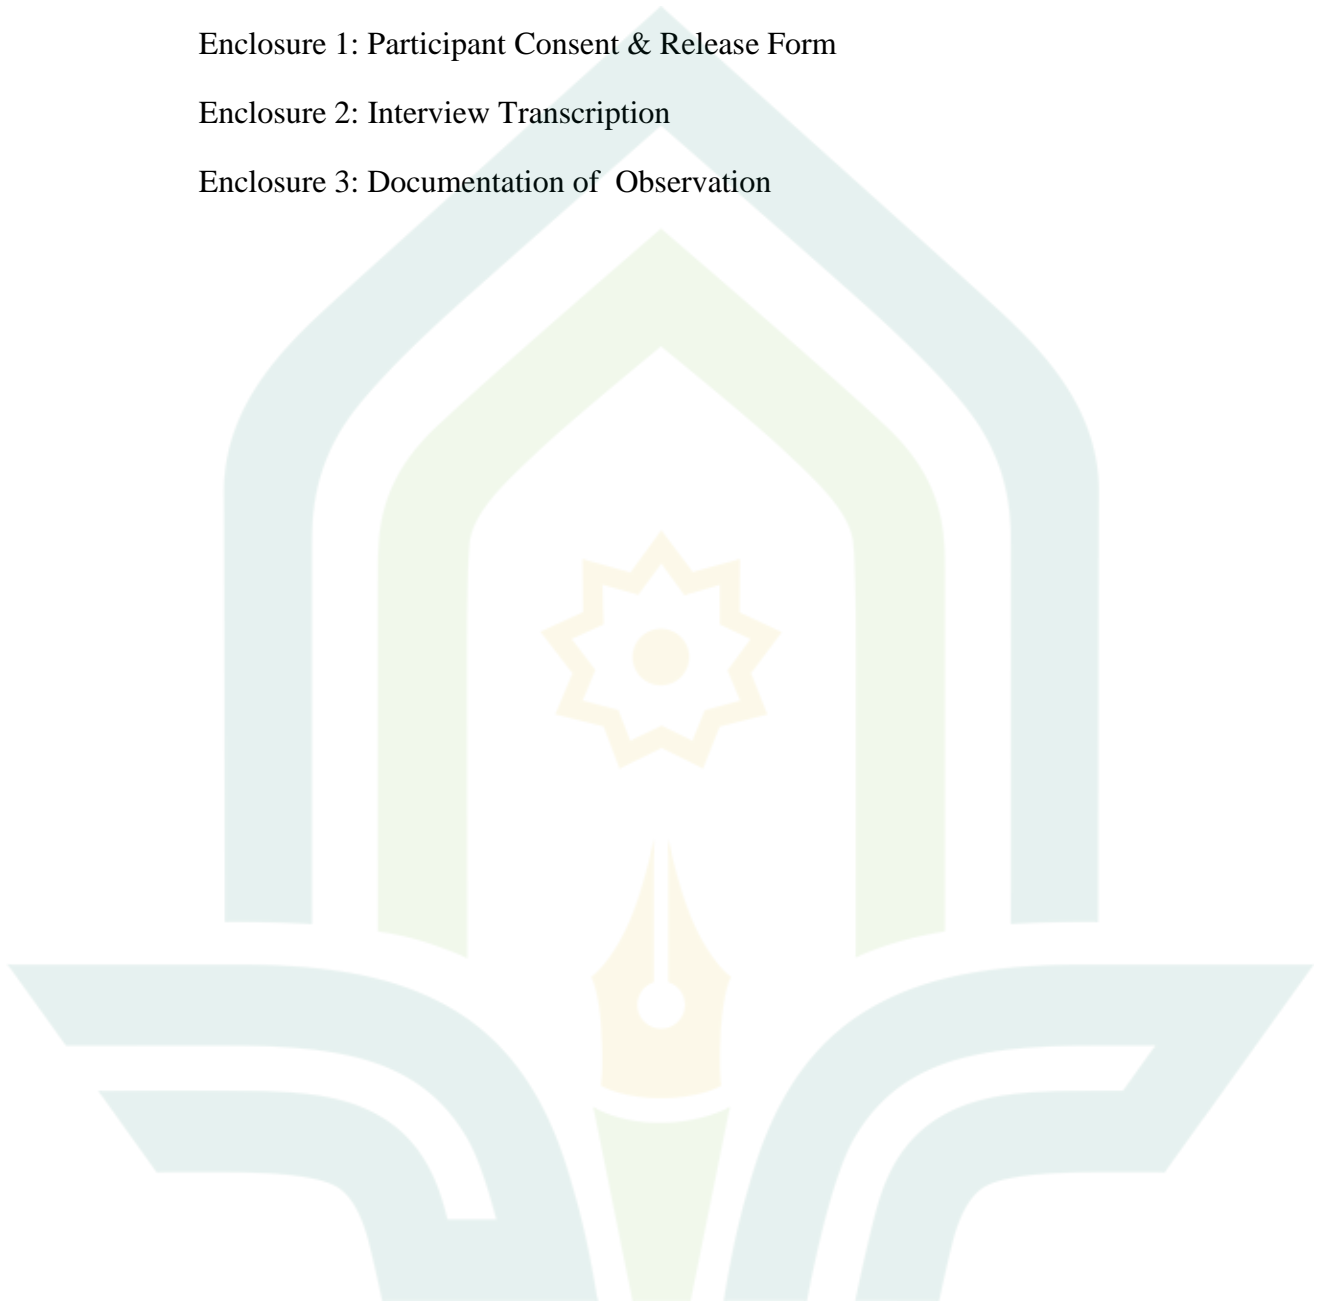 Enclosure 1: Participant Consent & Release Form
Enclosure 2: Interview Transcription
Enclosure 3: Documentation of  Observation